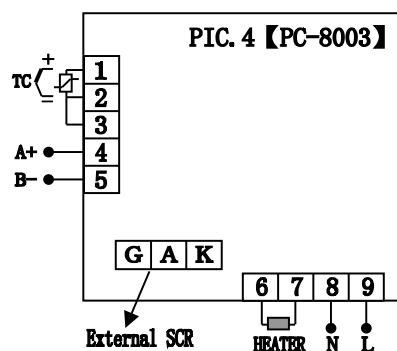 PIC. 4【PC-8003】
TC
+
−
1
2
3
A+ 4
B− 5
G A K
6 7 8 9
External SCR
HEATER N L